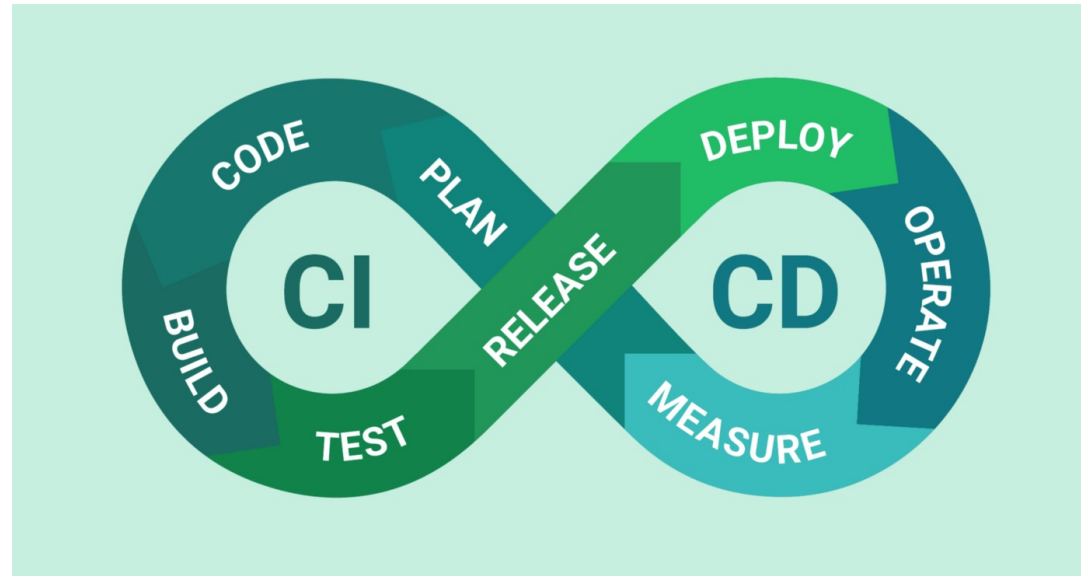 CODE
PLAN
DEPLOY
OPERATE
CI
CD
BUILD
RELEASE
TEST
MEASURE